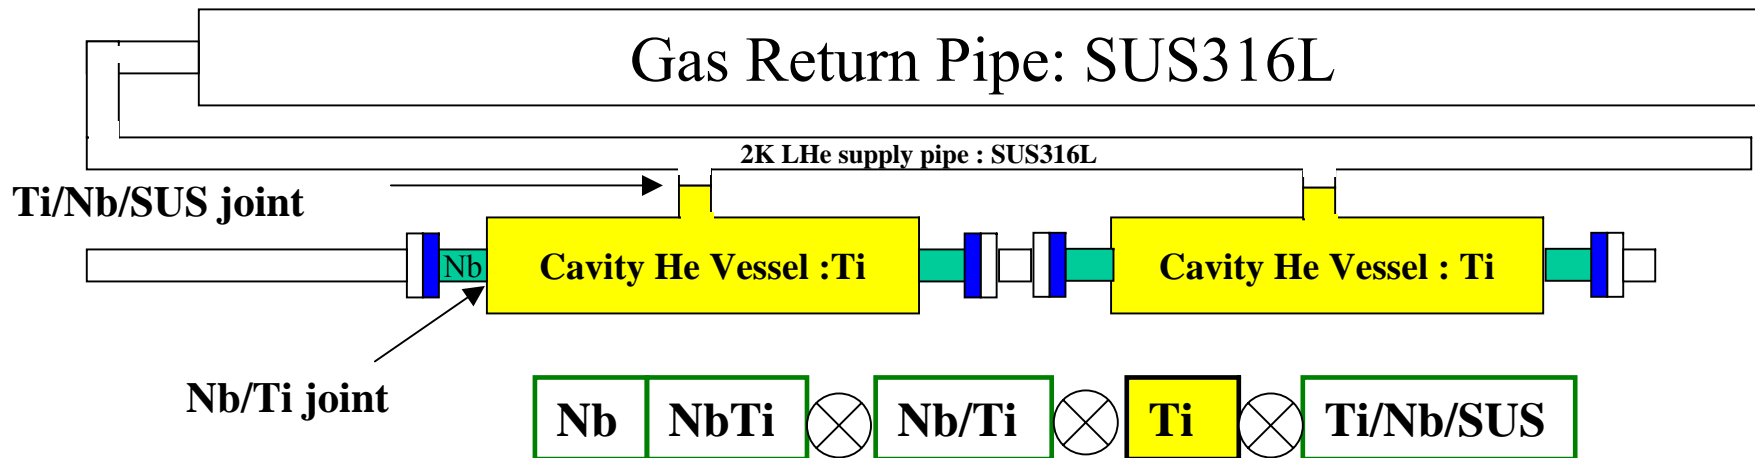 Gas Return Pipe: SUS316L
2K LHe supply pipe : SUS316L
Ti/Nb/SUS joint
Nb
Cavity He Vessel :Ti
Cavity He Vessel : Ti
Nb/Ti joint
Nb NbTi Nb/Ti Ti Ti/Nb/SUS